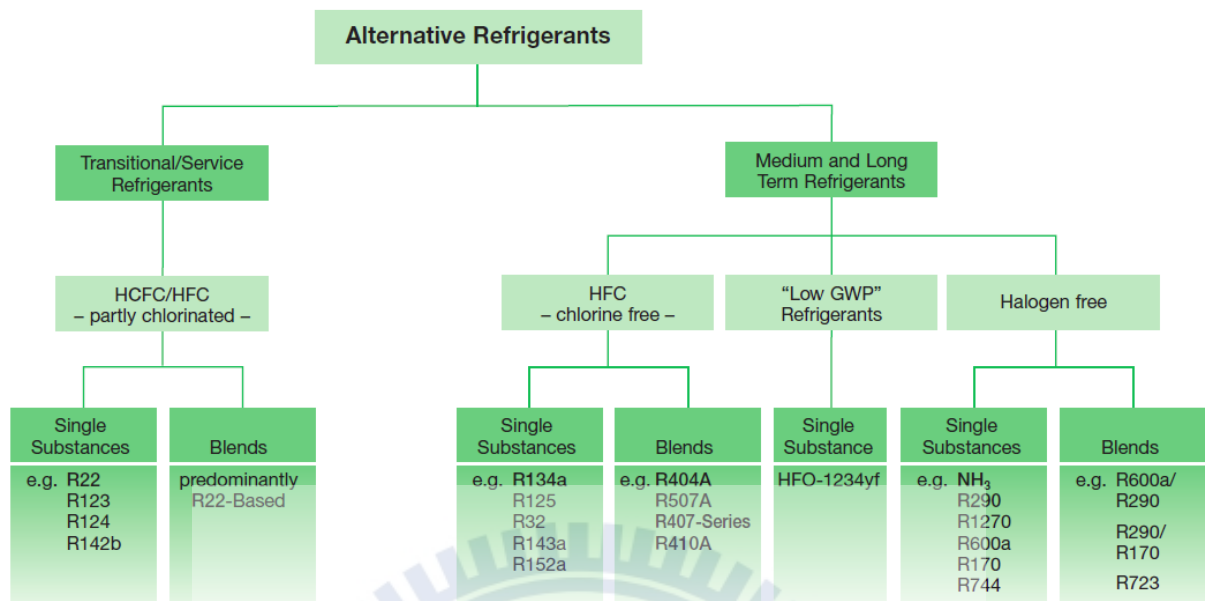 Alternative Refrigerants
Transitional/Service
Refrigerants
Medium and Long
Term Refrigerants
HCFC/HFC
– partly chlorinated –
HFC
– chlorine free –
“Low GWP”
Refrigerants
Halogen free
Single
Substances
Blends
Single
Substances
Blends
Single
Substance
Single
Substances
Blends
e.g. R22
R123
R124
R142b
predominantly
R22-Based
e.g. R134a
R125
R32
R143a
R152a
e.g. R404A
R507A
R407-Series
R410A
HFO-1234yf
e.g. NH₃
R290
R1270
R600a
R170
R744
e.g. R600a/
R290
R290/
R170
R723